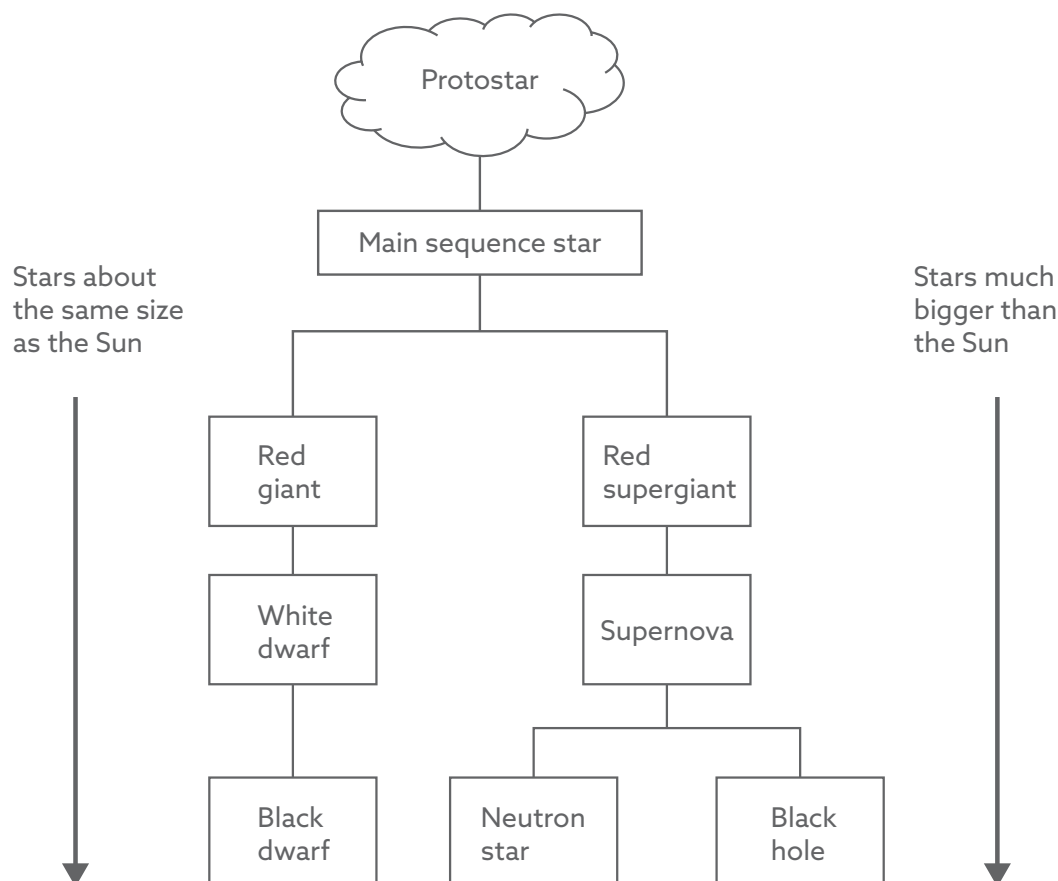 Protostar
Main sequence star
Stars about
the same size
as the Sun
Stars much
bigger than
the Sun
Red
giant
Red
supergiant
White
dwarf
Supernova
Black
dwarf
Neutron
star
Black
hole